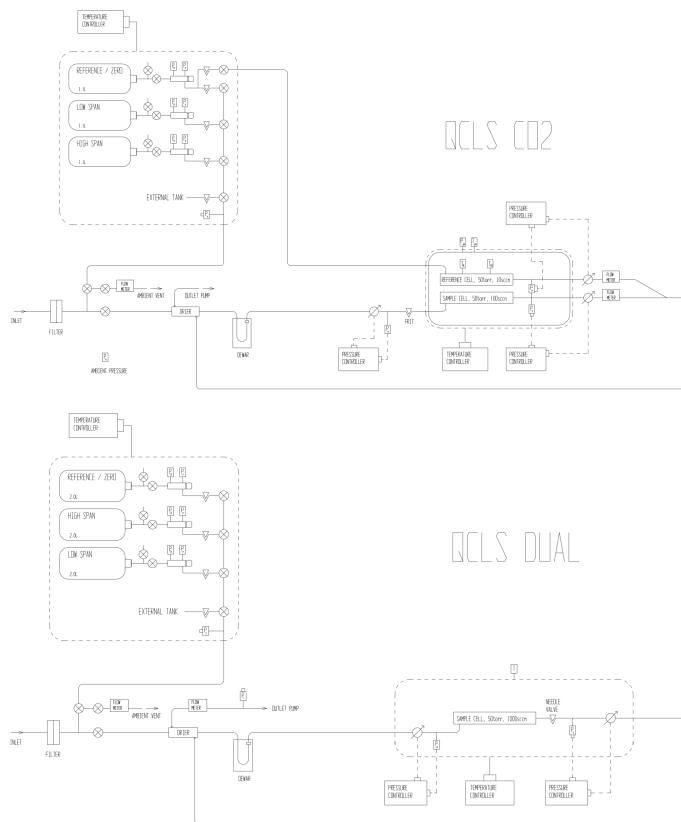 TEMPERATURE
CONTROLLER
REFERENCE / ZERO
1.0L
LOW SPAN
1.0L
HIGH SPAN
1.0L
EXTERNAL TANK
QCLS CO2
PRESSURE
CONTROLLER
REFERENCE CELL, 50torr, 10sccm
SAMPLE CELL, 50torr, 100sccm
FLOW
METER
FLOW
METER
FLOW
METER
AMBIENT VENT
OUTLET PUMP
INLET
FILTER
DRIER
DEWAR
FRIT
PRESSURE
CONTROLLER
TEMPERATURE
CONTROLLER
PRESSURE
CONTROLLER
AMBIENT PRESSURE
TEMPERATURE
CONTROLLER
REFERENCE / ZERO
2.0L
HIGH SPAN
2.0L
LOW SPAN
2.0L
EXTERNAL TANK
QCLS DUAL
T
FLOW
METER
AMBIENT VENT
FLOW
METER
OUTLET PUMP
INLET
FILTER
DRIER
DEWAR
SAMPLE CELL, 50torr, 1000sccm
NEEDLE
VALVE
PRESSURE
CONTROLLER
TEMPERATURE
CONTROLLER
PRESSURE
CONTROLLER